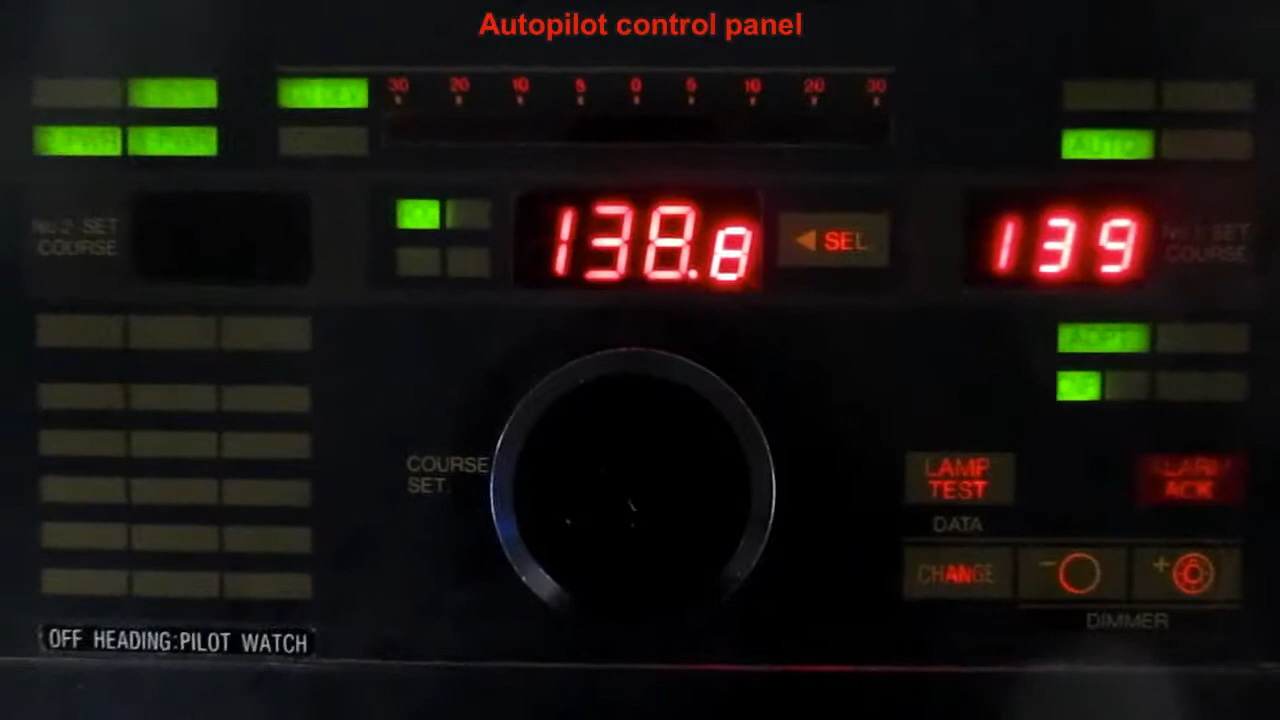 Autopilot control panel
30 20 10 5 0 5 10 20 30
AUTO
No.2 SET
COURSE
138.8
SEL
139
No.1 SET
COURSE
ADPT
COURSE
SET.
LAMP
TEST
ALARM
ACK
DATA
CHANGE
-
+
DIMMER
OFF HEADING:PILOT WATCH